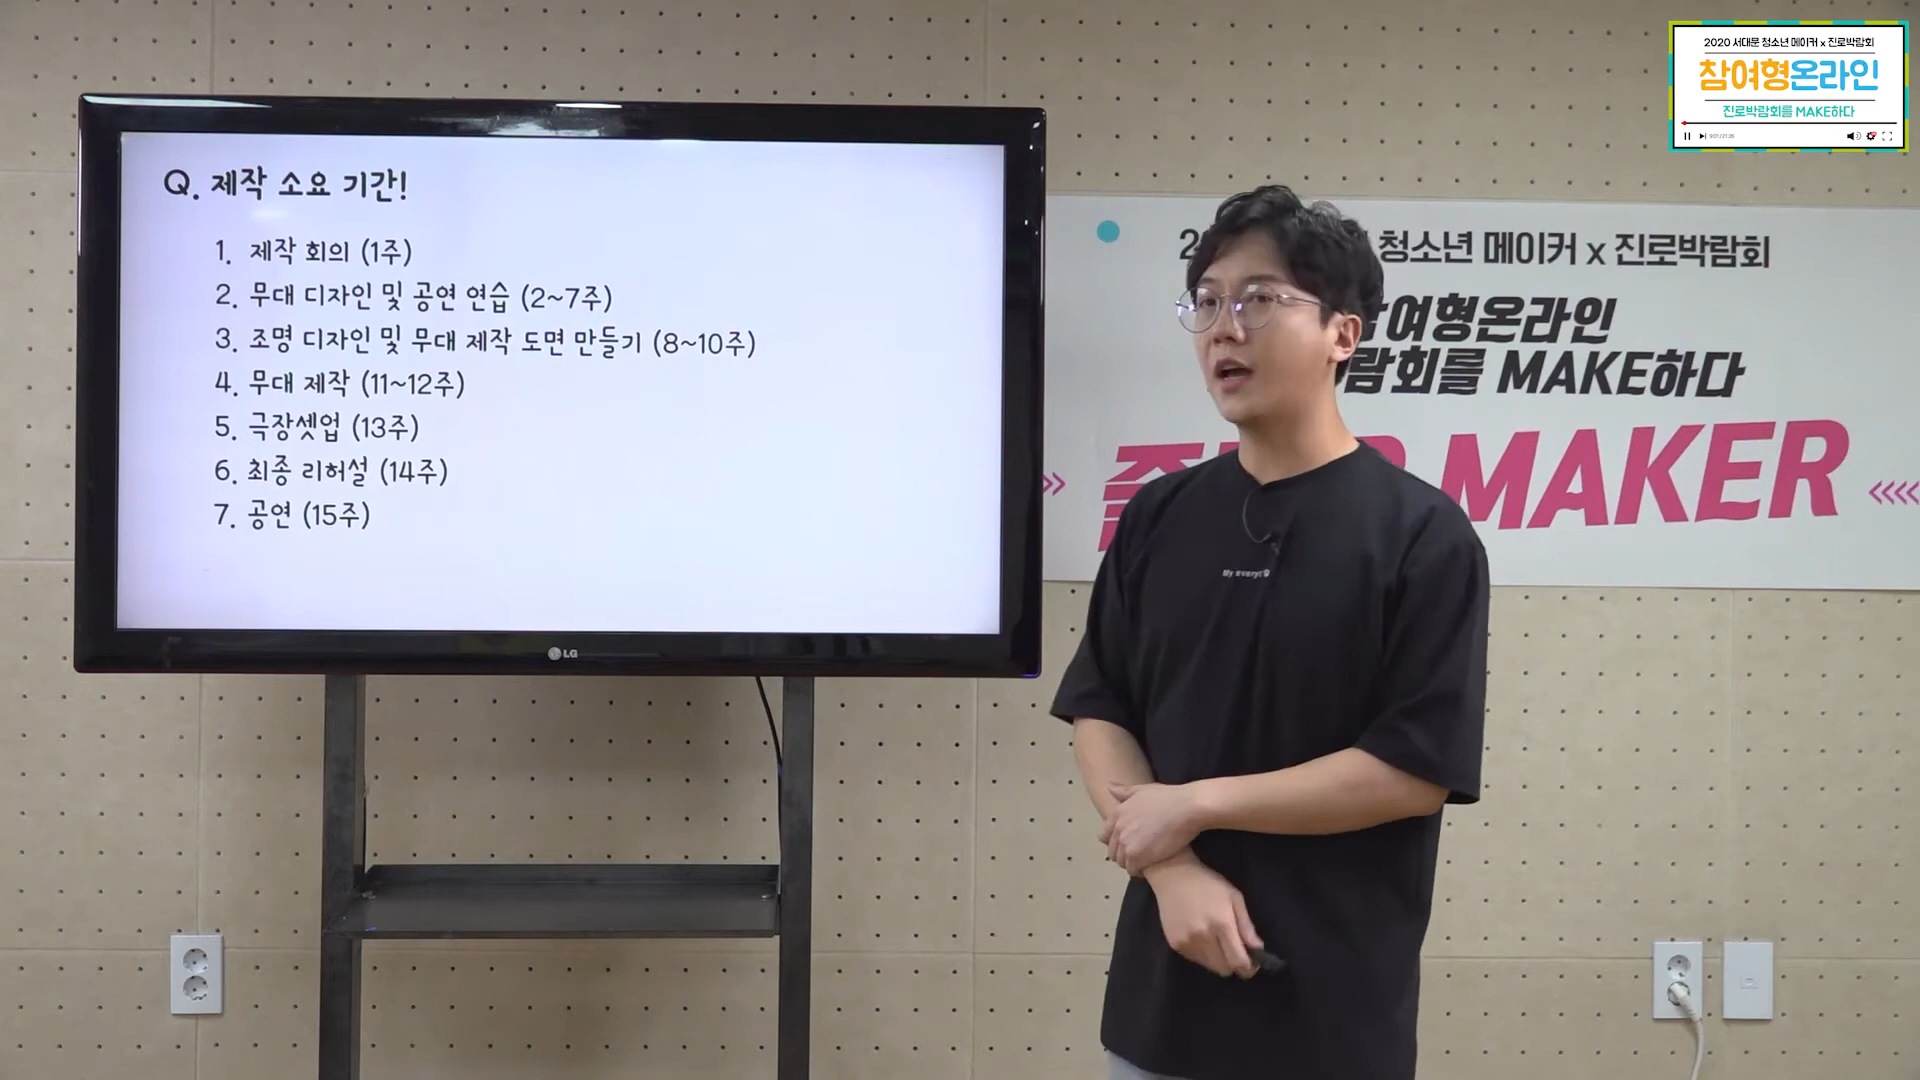 2020 서대문 청소년 메이커 x 진로박람회
참여형온라인
진로박람회를 MAKE하다
Q. 제작 소요 기간!
1. 제작 회의 (1주)
2. 무대 디자인 및 공연 연습 (2~7주)
3. 조명 디자인 및 무대 제작 도면 만들기 (8~10주)
4. 무대 제작 (11~12주)
5. 극장셋업 (13주)
6. 최종 리허설 (14주)
7. 공연 (15주)
LG
청소년 메이커 x 진로박람회
여형온라인
람회를 MAKE하다
MAKER
My